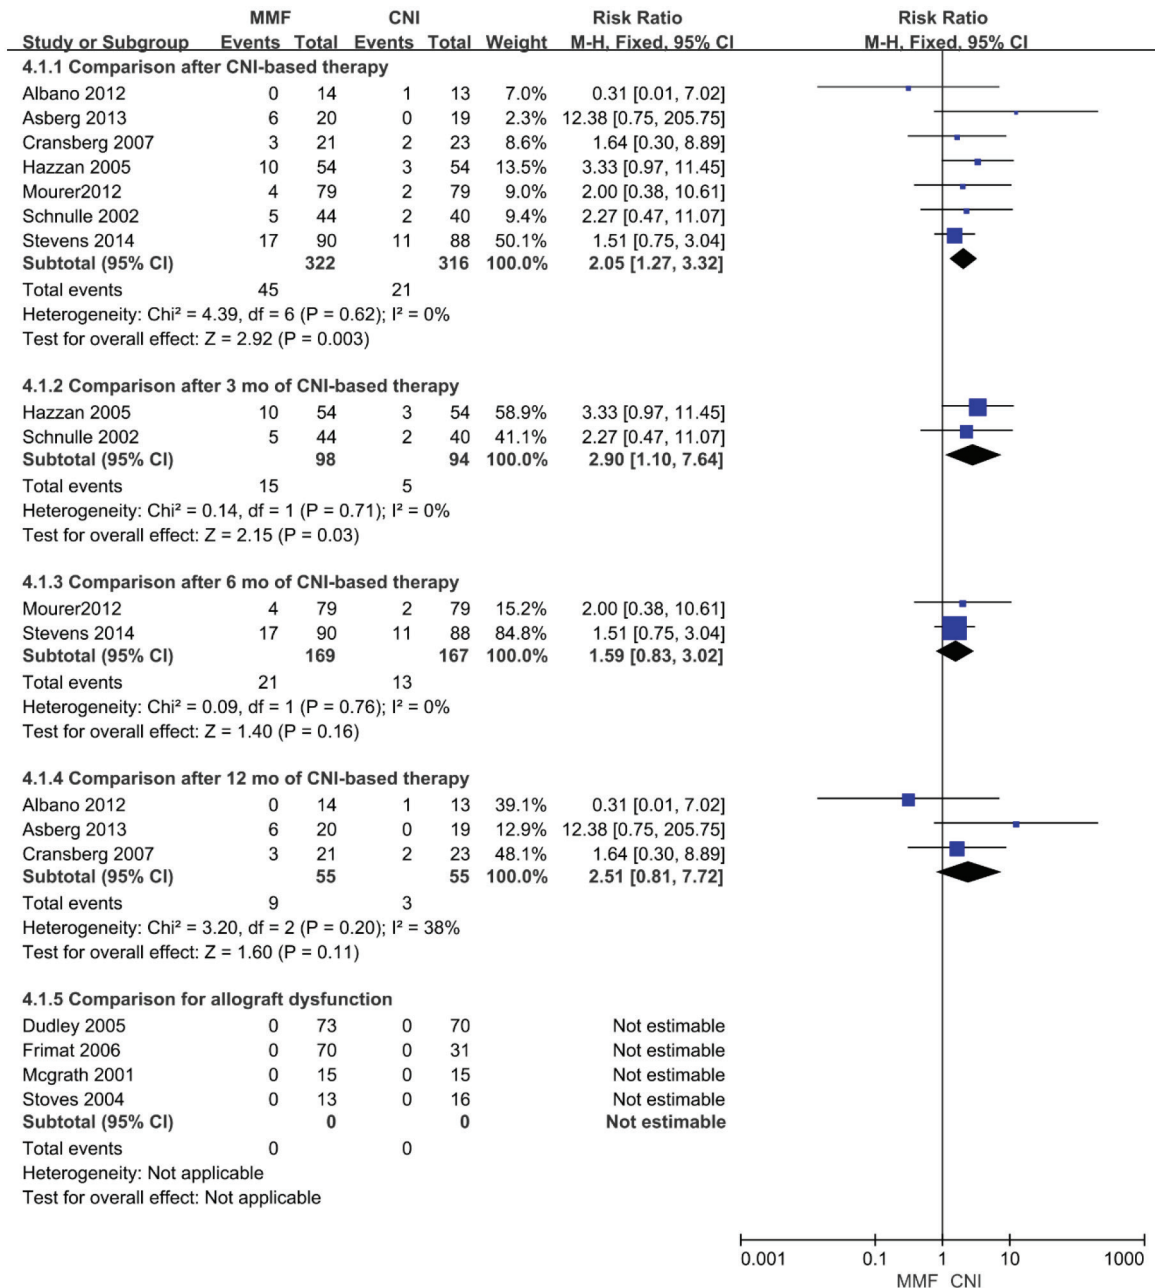 MMF CNI Risk Ratio Risk Ratio
Study or Subgroup Events Total Events Total Weight M-H, Fixed, 95% CI M-H, Fixed, 95% CI
4.1.1 Comparison after CNI-based therapy
Albano 2012 0 14 1 13 7.0% 0.31 [0.01, 7.02]
Asberg 2013 6 20 0 19 2.3% 12.38 [0.75, 205.75]
Cransberg 2007 3 21 2 23 8.6% 1.64 [0.30, 8.89]
Hazzan 2005 10 54 3 54 13.5% 3.33 [0.97, 11.45]
Mourer2012 4 79 2 79 9.0% 2.00 [0.38, 10.61]
Schnulle 2002 5 44 2 40 9.4% 2.27 [0.47, 11.07]
Stevens 2014 17 90 11 88 50.1% 1.51 [0.75, 3.04]
Subtotal (95% CI) 322 316 100.0% 2.05 [1.27, 3.32]
Total events 45 21
Heterogeneity: Chi² = 4.39, df = 6 (P = 0.62); I² = 0%
Test for overall effect: Z = 2.92 (P = 0.003)
4.1.2 Comparison after 3 mo of CNI-based therapy
Hazzan 2005 10 54 3 54 58.9% 3.33 [0.97, 11.45]
Schnulle 2002 5 44 2 40 41.1% 2.27 [0.47, 11.07]
Subtotal (95% CI) 98 94 100.0% 2.90 [1.10, 7.64]
Total events 15 5
Heterogeneity: Chi² = 0.14, df = 1 (P = 0.71); I² = 0%
Test for overall effect: Z = 2.15 (P = 0.03)
4.1.3 Comparison after 6 mo of CNI-based therapy
Mourer2012 4 79 2 79 15.2% 2.00 [0.38, 10.61]
Stevens 2014 17 90 11 88 84.8% 1.51 [0.75, 3.04]
Subtotal (95% CI) 169 167 100.0% 1.59 [0.83, 3.02]
Total events 21 13
Heterogeneity: Chi² = 0.09, df = 1 (P = 0.76); I² = 0%
Test for overall effect: Z = 1.40 (P = 0.16)
4.1.4 Comparison after 12 mo of CNI-based therapy
Albano 2012 0 14 1 13 39.1% 0.31 [0.01, 7.02]
Asberg 2013 6 20 0 19 12.9% 12.38 [0.75, 205.75]
Cransberg 2007 3 21 2 23 48.1% 1.64 [0.30, 8.89]
Subtotal (95% CI) 55 55 100.0% 2.51 [0.81, 7.72]
Total events 9 3
Heterogeneity: Chi² = 3.20, df = 2 (P = 0.20); I² = 38%
Test for overall effect: Z = 1.60 (P = 0.11)
4.1.5 Comparison for allograft dysfunction
Dudley 2005 0 73 0 70 Not estimable
Frimat 2006 0 70 0 31 Not estimable
Mcgrath 2001 0 15 0 15 Not estimable
Stoves 2004 0 13 0 16 Not estimable
Subtotal (95% CI) 0 0 Not estimable
Total events 0 0
Heterogeneity: Not applicable
Test for overall effect: Not applicable
0.001 0.1 1 10 1000
MMF CNI